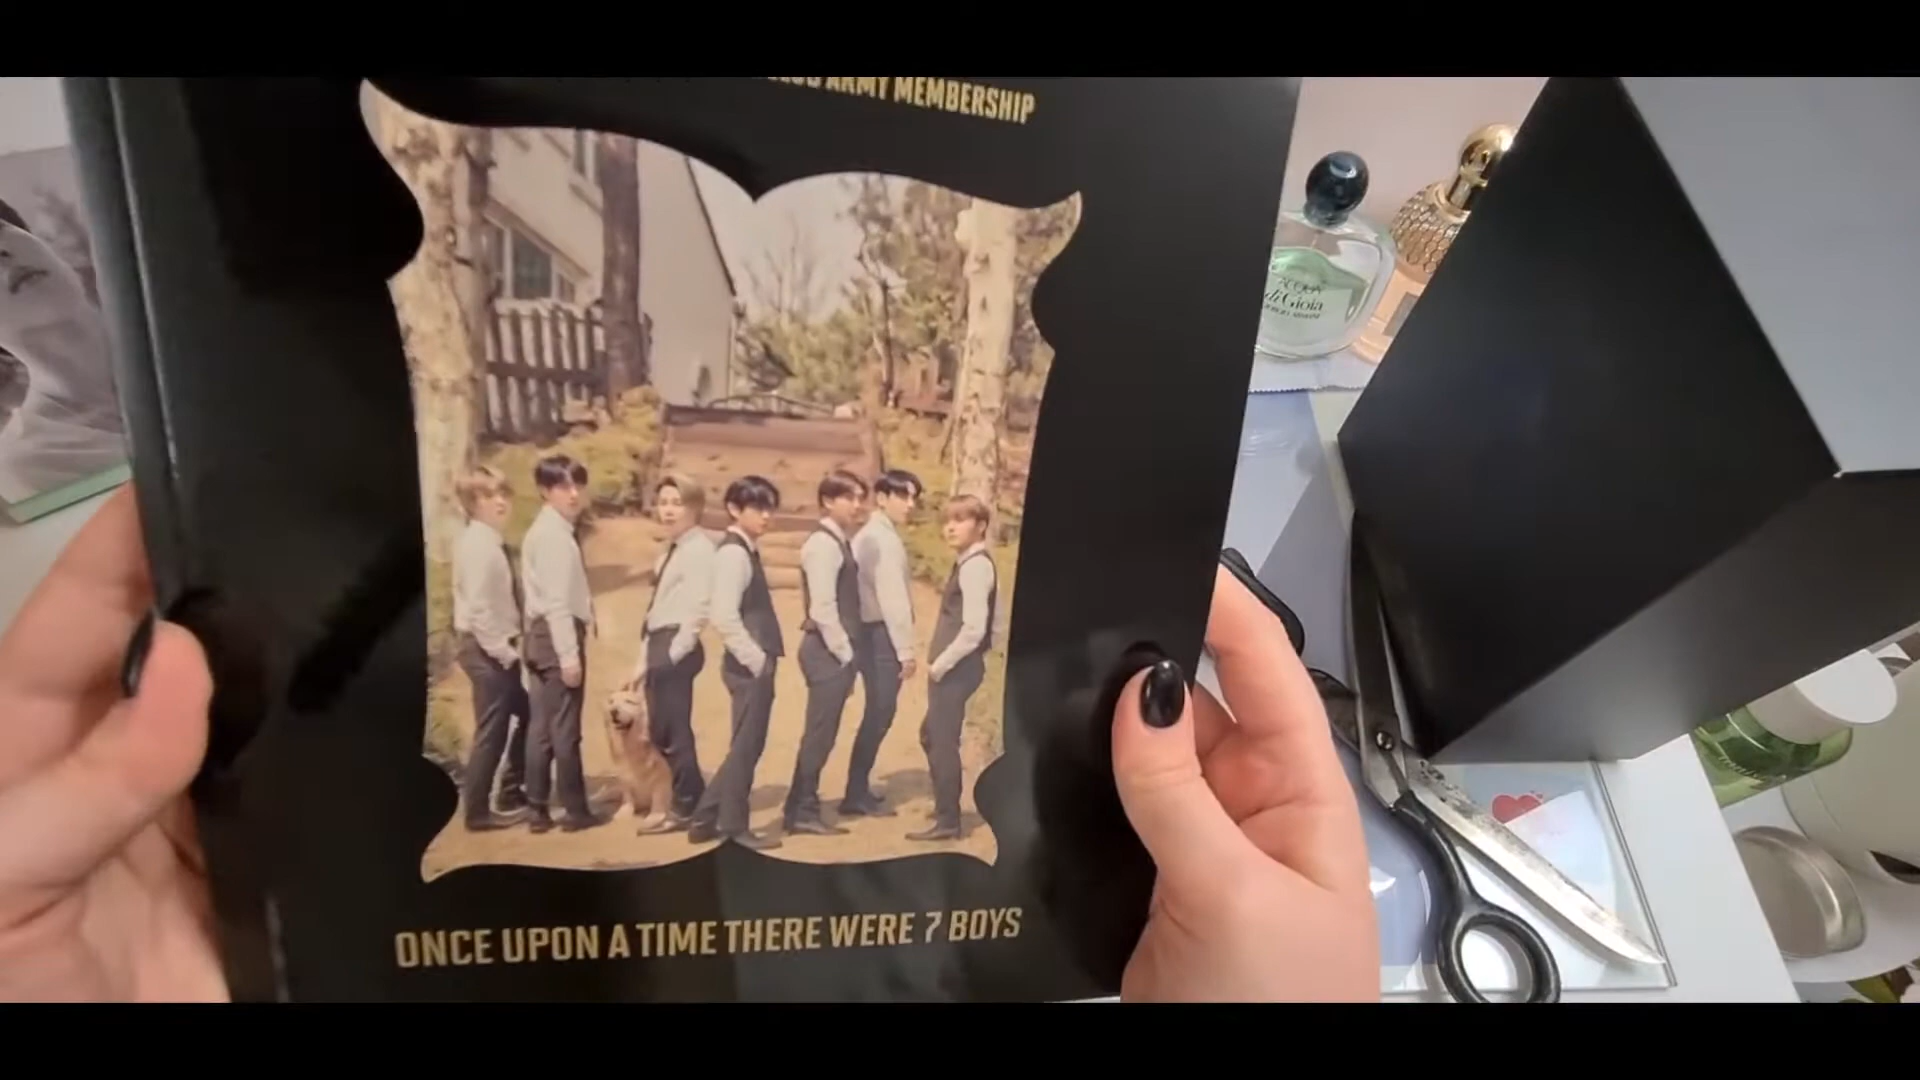 ARMY MEMBERSHIP
ACQUA
di Gioia
ONCE UPON A TIME THERE WERE 7 BOYS